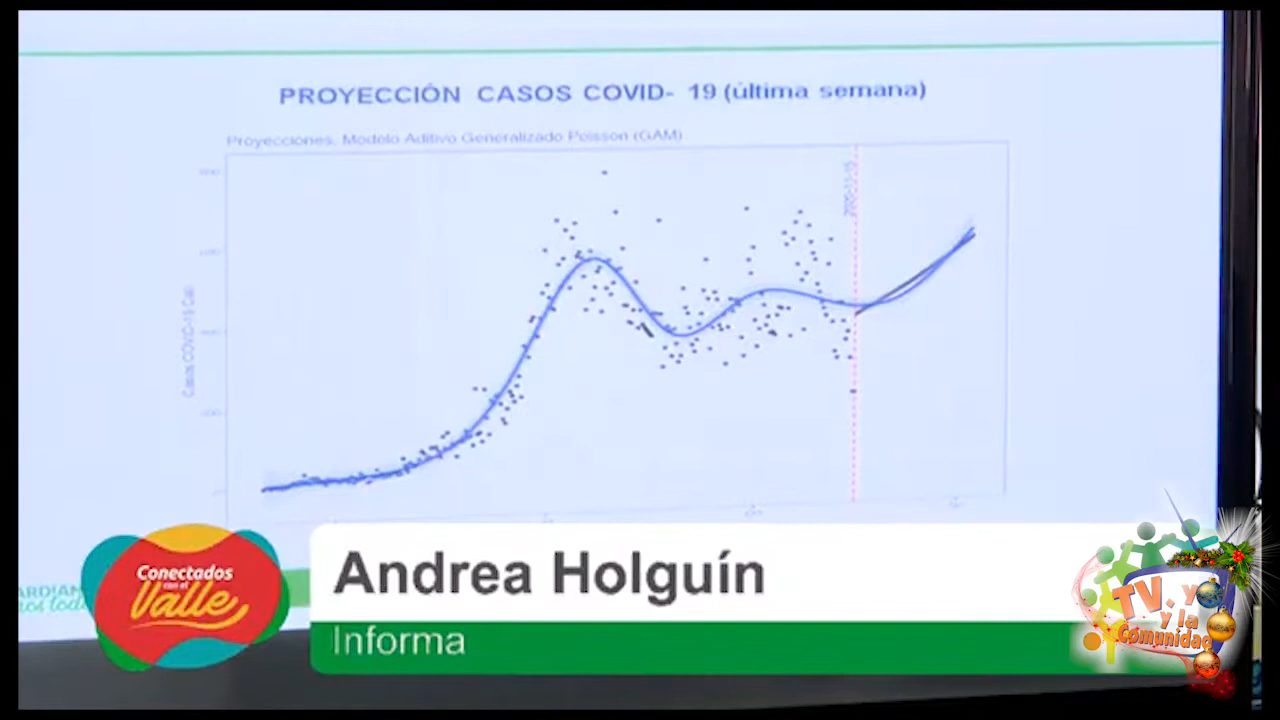 PROYECCIÓN CASOS COVID- 19 (última semana)
Proyecciones. Modelo Aditivo Generalizado Poisson (GAM)
Casos COVID-19 Cali
Andrea Holguín
Informa
Conectados
con el
Valle
TV, yo
y la
Comunidad